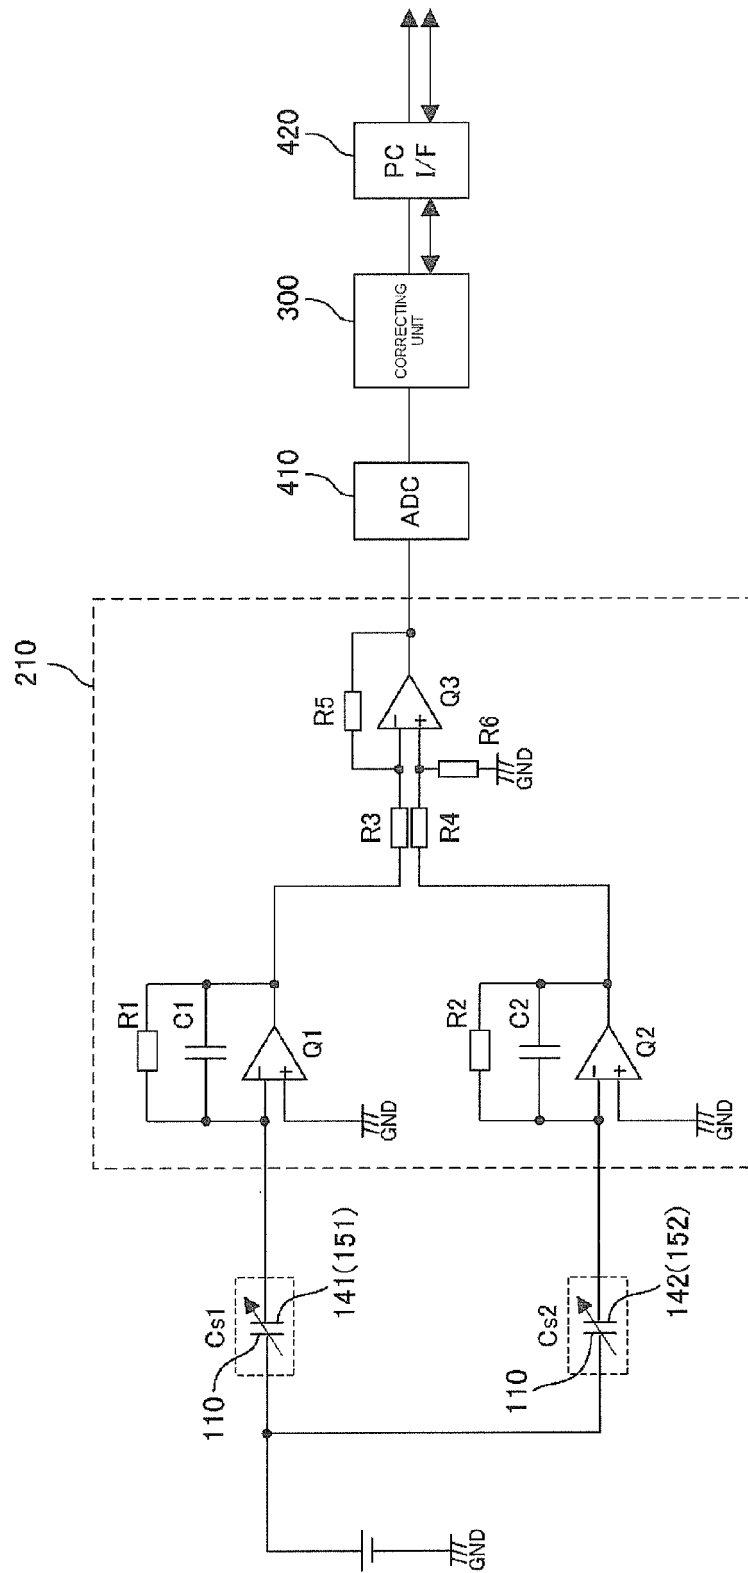 210
410
300
420
R1
C1
Q1
GND
R3
R4
R5
Q3
R6
GND
ADC
CORRECTING
UNIT
PC
I/F
Cs1
110
141(151)
R2
C2
Q2
GND
Cs2
110
142(152)
GND